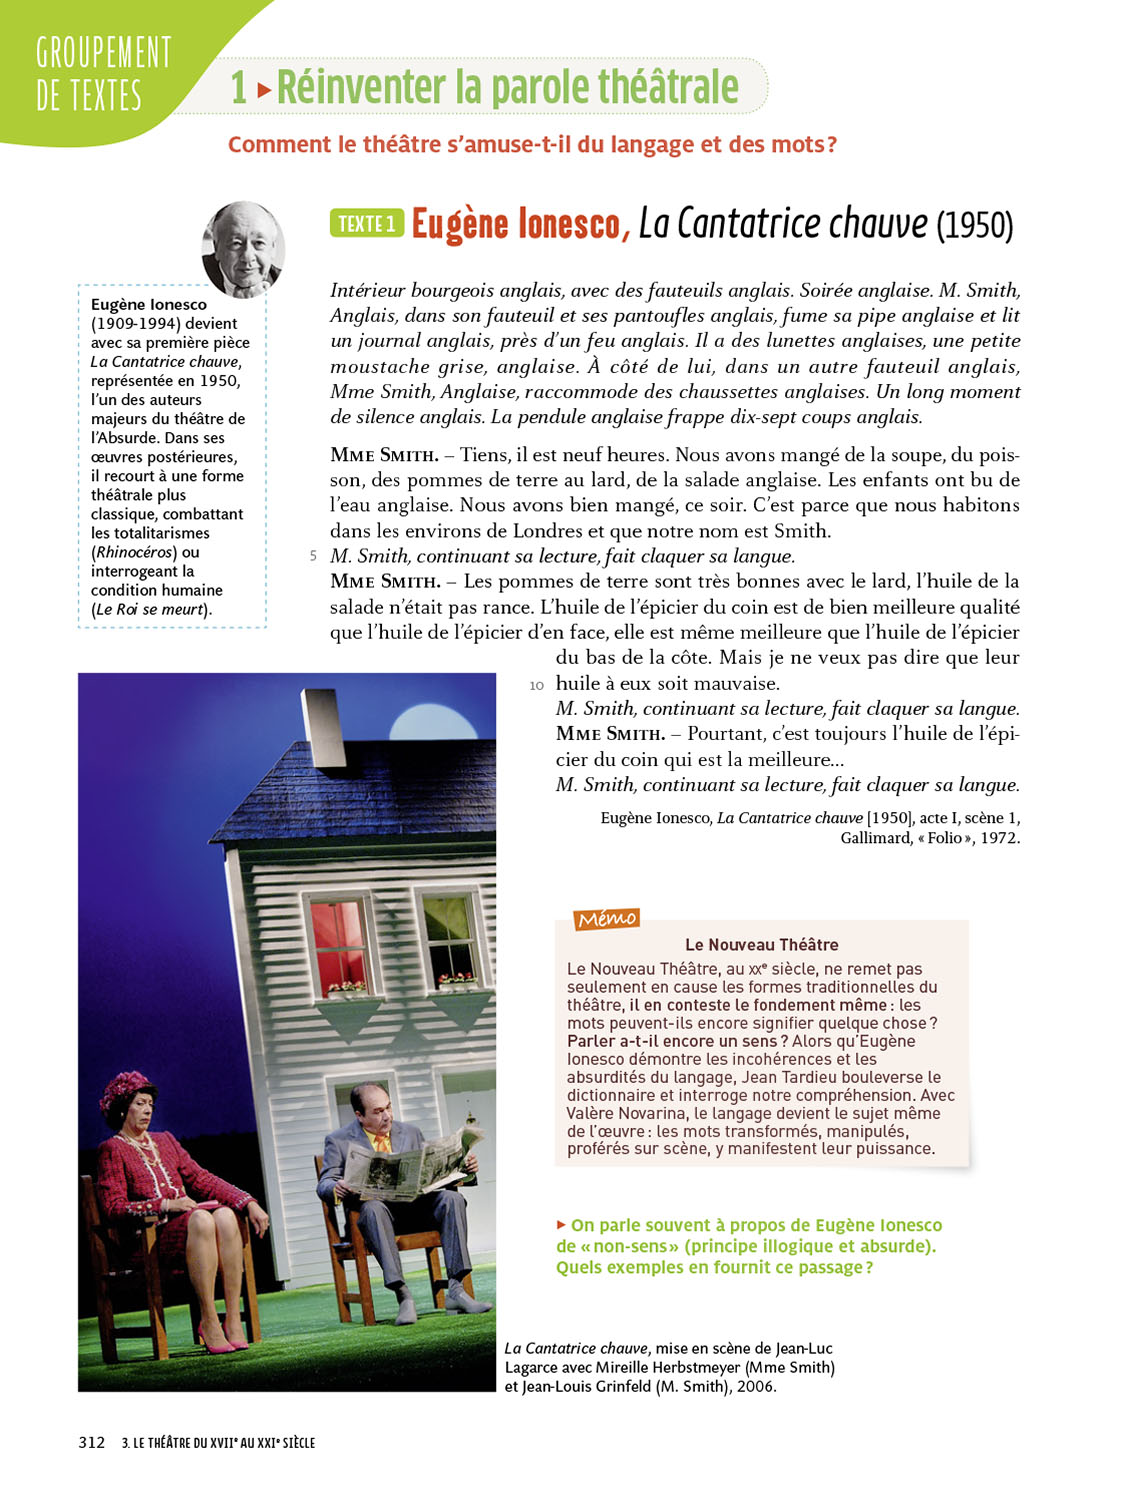 GROUPEMENT
DE TEXTES
1 ▸ Réinventer la parole théâtrale
Comment le théâtre s’amuse-t-il du langage et des mots ?
TEXTE 1 Eugène Ionesco, La Cantatrice chauve (1950)
Eugène Ionesco
(1909-1994) devient
avec sa première pièce
La Cantatrice chauve,
représentée en 1950,
l’un des auteurs
majeurs du théâtre de
l’Absurde. Dans ses
œuvres postérieures,
il recourt à une forme
théâtrale plus
classique, combattant
les totalitarismes
(Rhinocéros) ou
interrogeant la
condition humaine
(Le Roi se meurt).
Intérieur bourgeois anglais, avec des fauteuils anglais. Soirée anglaise. M. Smith,
Anglais, dans son fauteuil et ses pantoufles anglais, fume sa pipe anglaise et lit
un journal anglais, près d’un feu anglais. Il a des lunettes anglaises, une petite
moustache grise, anglaise. À côté de lui, dans un autre fauteuil anglais,
Mme Smith, Anglaise, raccommode des chaussettes anglaises. Un long moment
de silence anglais. La pendule anglaise frappe dix-sept coups anglais.
MME SMITH. – Tiens, il est neuf heures. Nous avons mangé de la soupe, du pois-
son, des pommes de terre au lard, de la salade anglaise. Les enfants ont bu de
l’eau anglaise. Nous avons bien mangé, ce soir. C’est parce que nous habitons
dans les environs de Londres et que notre nom est Smith.
5 M. Smith, continuant sa lecture, fait claquer sa langue.
MME SMITH. – Les pommes de terre sont très bonnes avec le lard, l’huile de la
salade n’était pas rance. L’huile de l’épicier du coin est de bien meilleure qualité
que l’huile de l’épicier d’en face, elle est même meilleure que l’huile de l’épicier
du bas de la côte. Mais je ne veux pas dire que leur
10 huile à eux soit mauvaise.
M. Smith, continuant sa lecture, fait claquer sa langue.
MME SMITH. – Pourtant, c’est toujours l’huile de l’épi-
cier du coin qui est la meilleure...
M. Smith, continuant sa lecture, fait claquer sa langue.
Eugène Ionesco, La Cantatrice chauve [1950], acte I, scène 1,
Gallimard, « Folio », 1972.
Mémo
Le Nouveau Théâtre
Le Nouveau Théâtre, au XXe siècle, ne remet pas
seulement en cause les formes traditionnelles du
théâtre, il en conteste le fondement même : les
mots peuvent-ils encore signifier quelque chose ?
Parler a-t-il encore un sens ? Alors qu’Eugène
Ionesco démontre les incohérences et les
absurdités du langage, Jean Tardieu bouleverse le
dictionnaire et interroge notre compréhension. Avec
Valère Novarina, le langage devient le sujet même
de l’œuvre : les mots transformés, manipulés,
proférés sur scène, y manifestent leur puissance.
▸ On parle souvent à propos de Eugène Ionesco
de « non-sens » (principe illogique et absurde).
Quels exemples en fournit ce passage ?
La Cantatrice chauve, mise en scène de Jean-Luc
Lagarce avec Mireille Herbstmeyer (Mme Smith)
et Jean-Louis Grinfeld (M. Smith), 2006.
312 3. LE THÉÂTRE DU XVIIe AU XXIe SIÈCLE